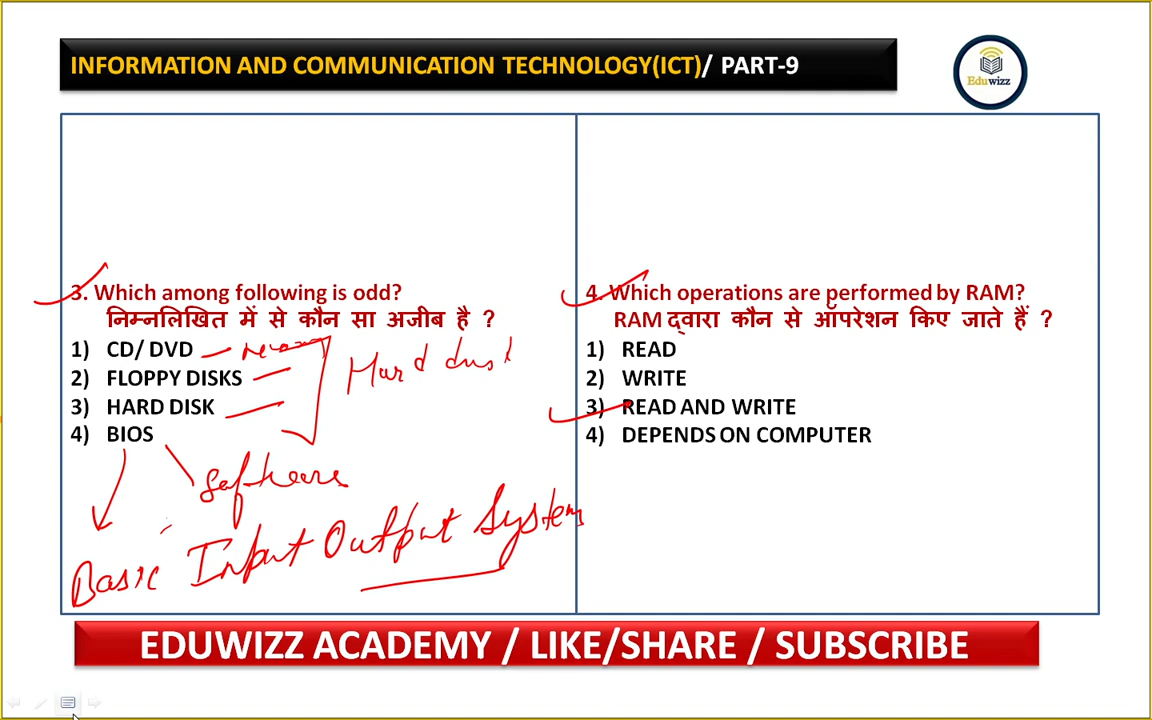 INFORMATION AND COMMUNICATION TECHNOLOGY(ICT)/ PART-9
Eduwizz
3. Which among following is odd?
निम्नलिखित में से कौन सा अजीब है ?
1) CD/ DVD
2) FLOPPY DISKS
3) HARD DISK
4) BIOS
Hard
Software
Basic Input Output System
4. Which operations are performed by RAM?
RAM द्वारा कौन से ऑपरेशन किए जाते हैं ?
1) READ
2) WRITE
3) READ AND WRITE
4) DEPENDS ON COMPUTER
EDUWIZZ ACADEMY / LIKE/SHARE / SUBSCRIBE